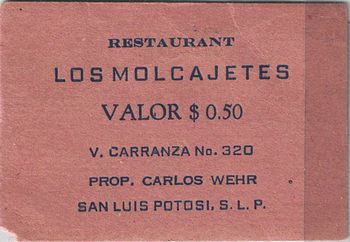 RESTAURANT
LOS MOLCAJETES
VALOR $ 0.50
V. CARRANZA No. 320
PROP. CARLOS WEHR
SAN LUIS POTOSI, S. L. P.